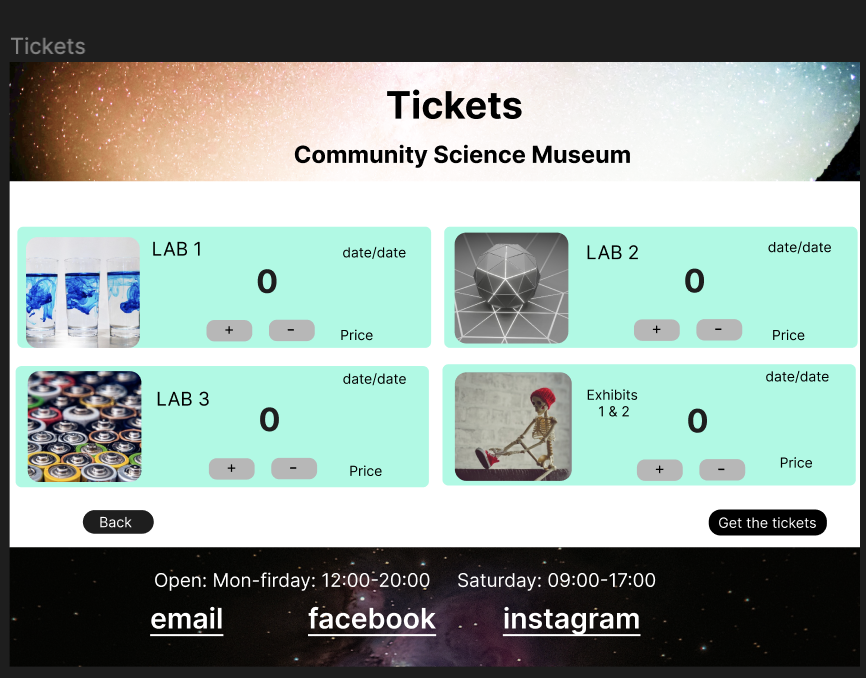 Tickets
Tickets
Community Science Museum
LAB 1
date/date
0
+ -
Price
LAB 2
date/date
0
+ -
Price
LAB 3
date/date
0
+ -
Price
Exhibits
1 & 2
date/date
0
+ -
Price
Back
Get the tickets
Open: Mon-firday: 12:00-20:00 Saturday: 09:00-17:00
email facebook instagram